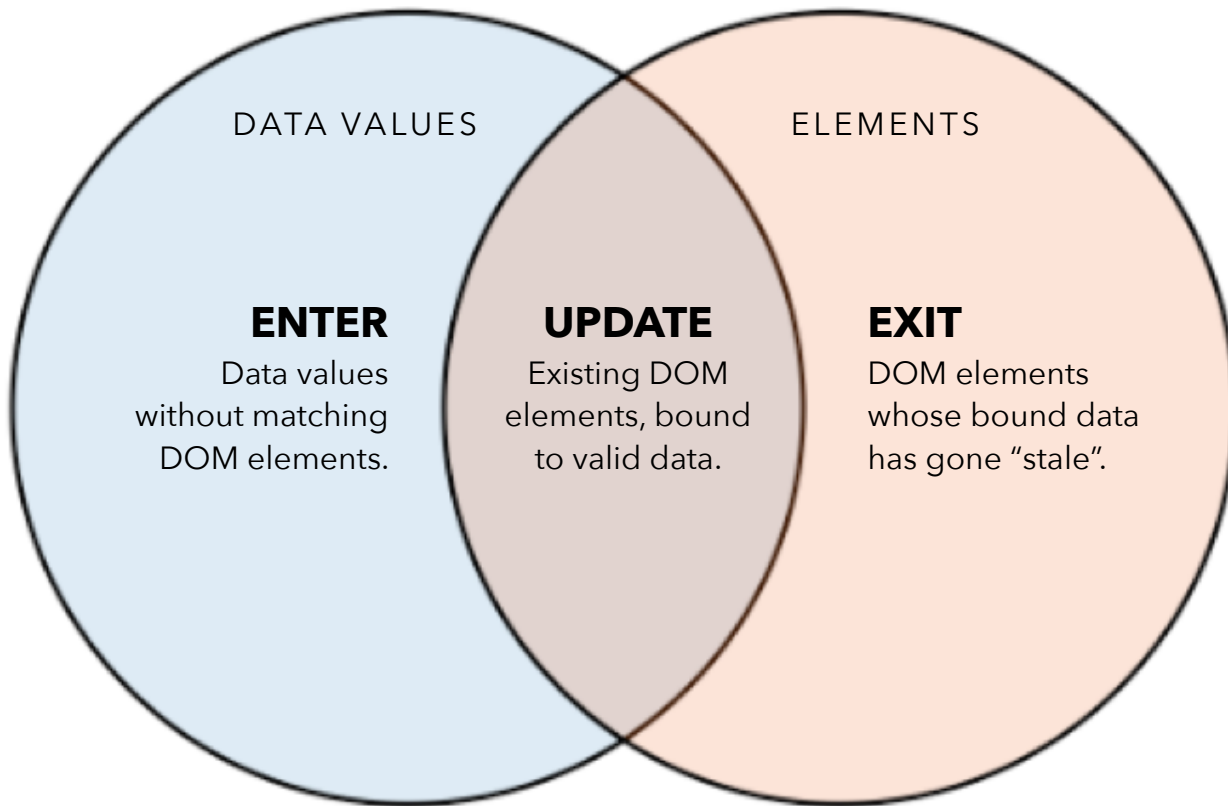 DATA VALUES
ELEMENTS
ENTER
Data values
without matching
DOM elements.
UPDATE
Existing DOM
elements, bound
to valid data.
EXIT
DOM elements
whose bound data
has gone “stale”.